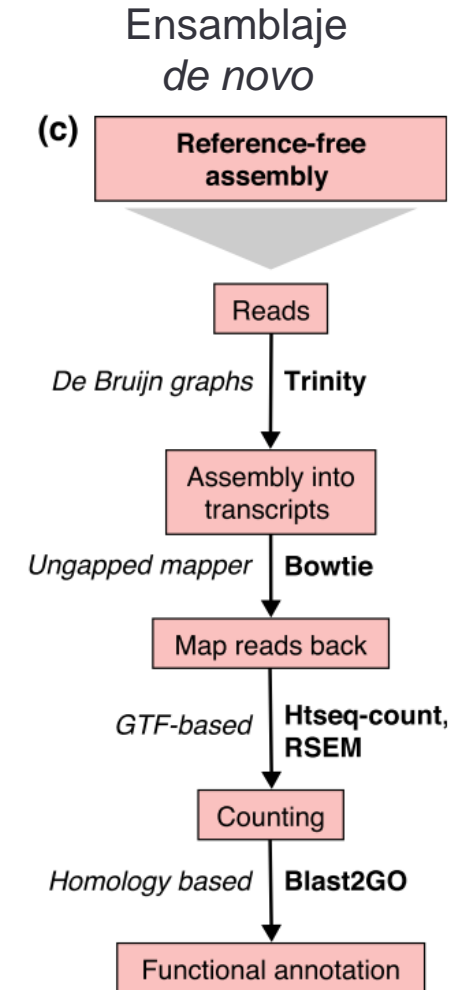 Ensamblaje
de novo
(c)
Reference-free
assembly
Reads
De Bruijn graphs
Trinity
Assembly into
transcripts
Ungapped mapper
Bowtie
Map reads back
GTF-based
Htseq-count,
RSEM
Counting
Homology based
Blast2GO
Functional annotation